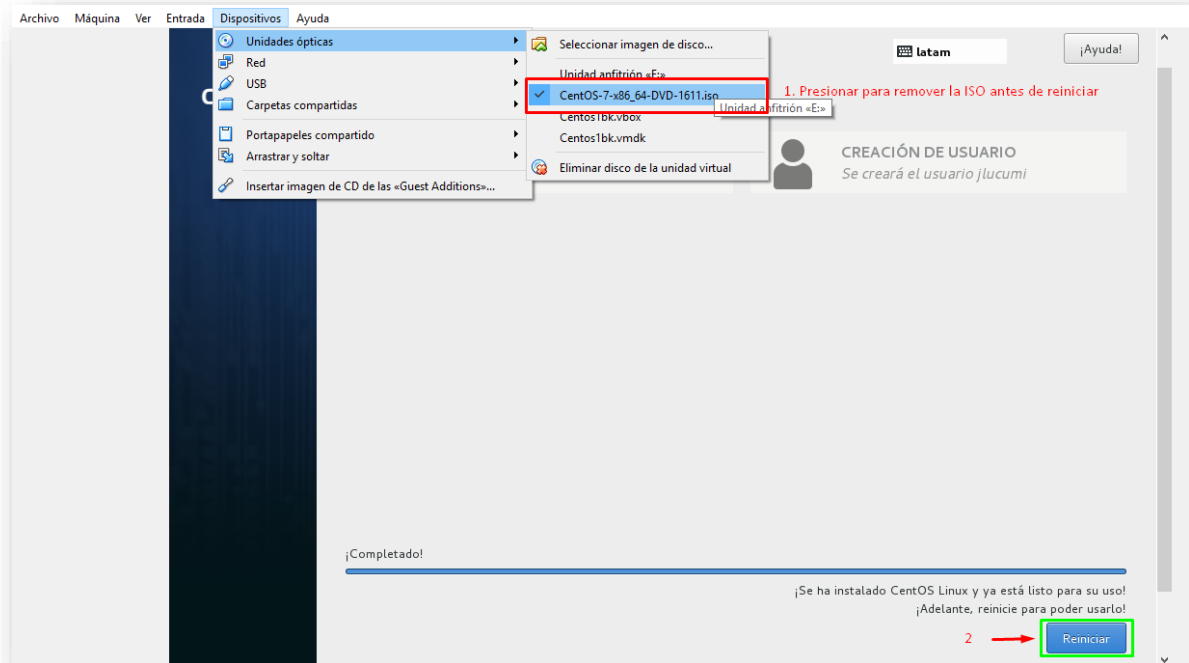 Archivo Máquina Ver Entrada Dispositivos Ayuda
Unidades ópticas
Red
USB
Carpetas compartidas
Portapapeles compartido
Arrastrar y soltar
Insertar imagen de CD de las «Guest Additions»...
Seleccionar imagen de disco...
Unidad anfitrión «E:»
CentOS-7-x86_64-DVD-1611.iso
Unidad anfitrión «E:»
Centos1bk.vbox
Centos1bk.vmdk
Eliminar disco de la unidad virtual
latam
¡Ayuda!
1. Presionar para remover la ISO antes de reiniciar
CREACIÓN DE USUARIO
Se creará el usuario jlucumi
¡Completado!
¡Se ha instalado CentOS Linux y ya está listo para su uso!
¡Adelante, reinicie para poder usarlo!
2
Reiniciar